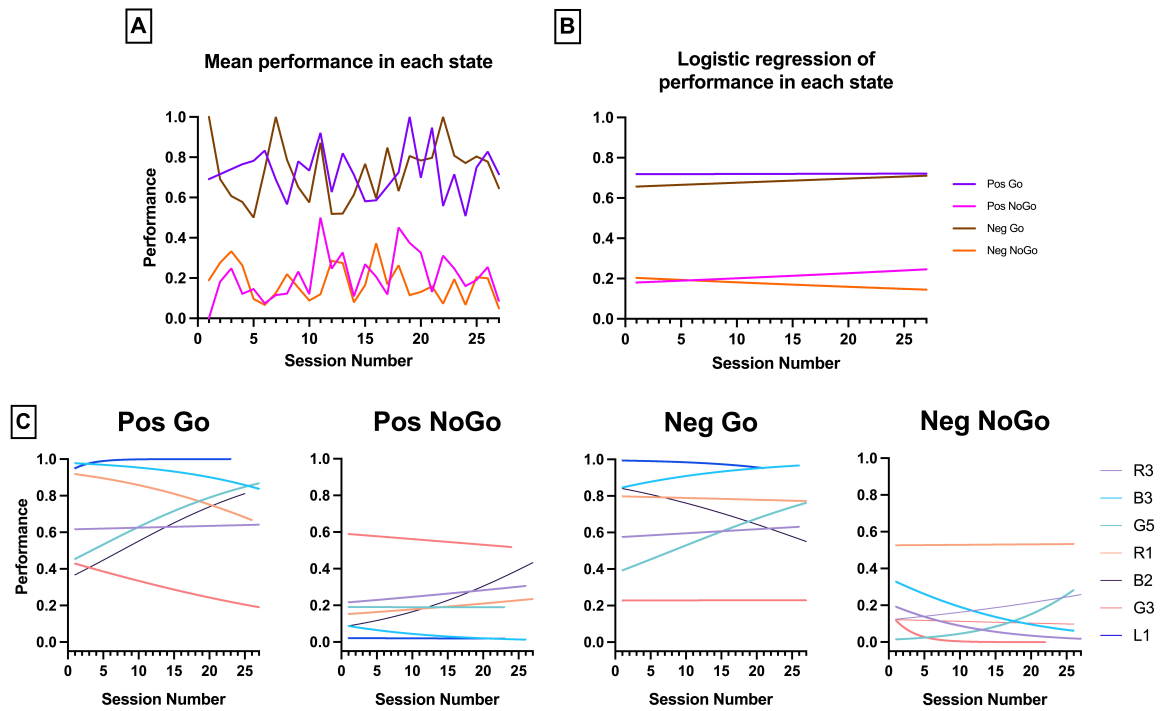 A
Mean performance in each state
Performance
1.0
0.8
0.6
0.4
0.2
0.0
0 5 10 15 20 25
Session Number
B
Logistic regression of
performance in each state
1.0
0.8
0.6
0.4
0.2
0.0
0 5 10 15 20 25
Session Number
Pos Go
Pos NoGo
Neg Go
Neg NoGo
C
Pos Go
Performance
1.0
0.8
0.6
0.4
0.2
0.0
0 5 10 15 20 25
Session Number
Pos NoGo
1.0
0.8
0.6
0.4
0.2
0.0
0 5 10 15 20 25
Session Number
Neg Go
1.0
0.8
0.6
0.4
0.2
0.0
0 5 10 15 20 25
Session Number
Neg NoGo
1.0
0.8
0.6
0.4
0.2
0.0
0 5 10 15 20 25
Session Number
R3
B3
G5
R1
B2
G3
L1